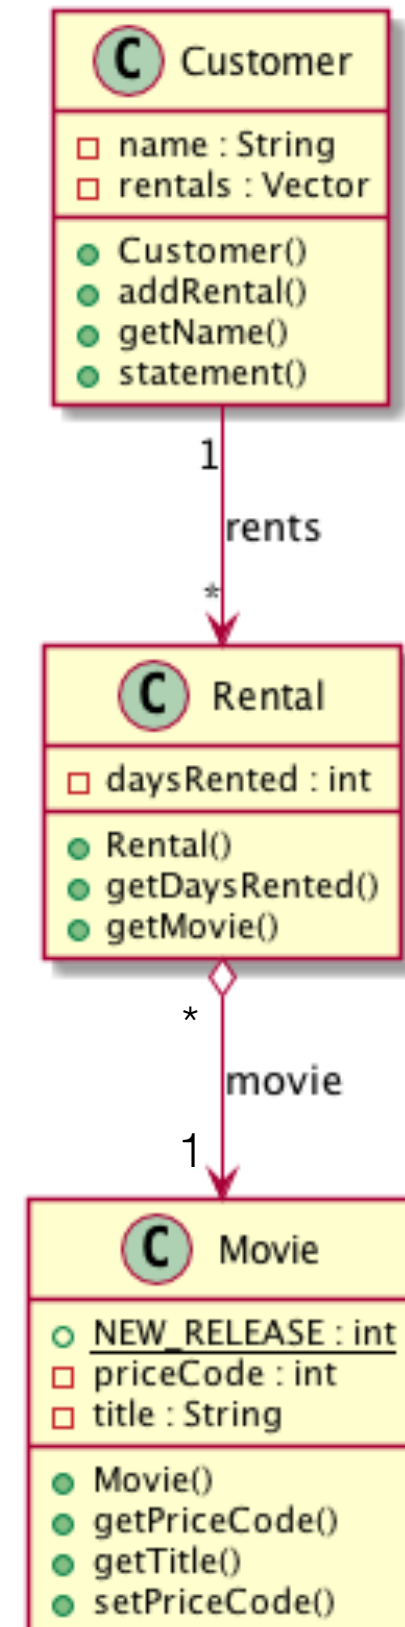 C Customer
name : String
rentals : Vector
Customer()
addRental()
getName()
statement()
1
rents
*
C Rental
daysRented : int
Rental()
getDaysRented()
getMovie()
*
movie
1
C Movie
NEW_RELEASE : int
priceCode : int
title : String
Movie()
getPriceCode()
getTitle()
setPriceCode()